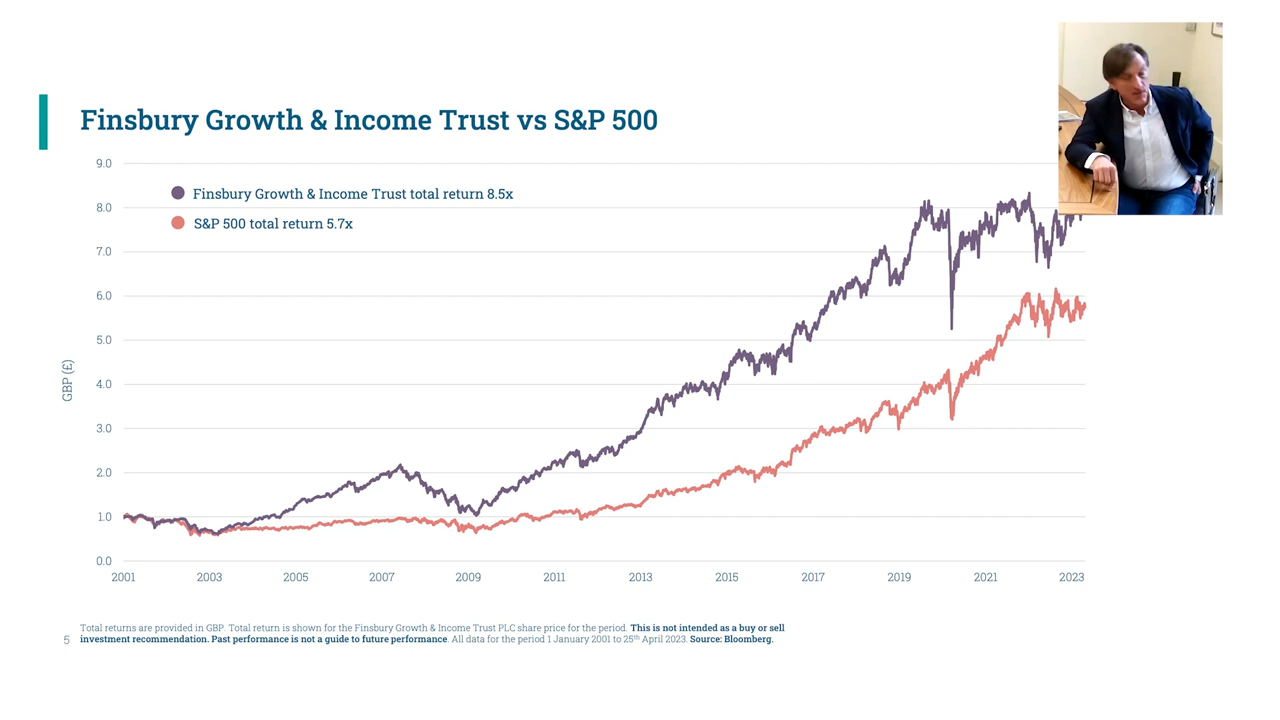 Finsbury Growth & Income Trust vs S&P 500
9.0
Finsbury Growth & Income Trust total return 8.5x
8.0
S&P 500 total return 5.7x
7.0
6.0
5.0
GBP (£)
4.0
3.0
2.0
1.0
0.0
2001 2003 2005 2007 2009 2011 2013 2015 2017 2019 2021 2023
Total returns are provided in GBP. Total return is shown for the Finsbury Growth & Income Trust PLC share price for the period. This is not intended as a buy or sell
5 investment recommendation. Past performance is not a guide to future performance. All data for the period 1 January 2001 to 25th April 2023. Source: Bloomberg.